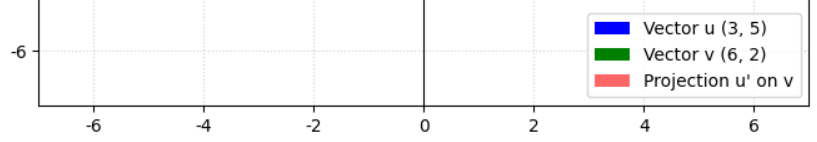 Vector u (3, 5)
-6
Vector v (6, 2)
Projection u' on v
-6 -4 -2 0 2 4 6